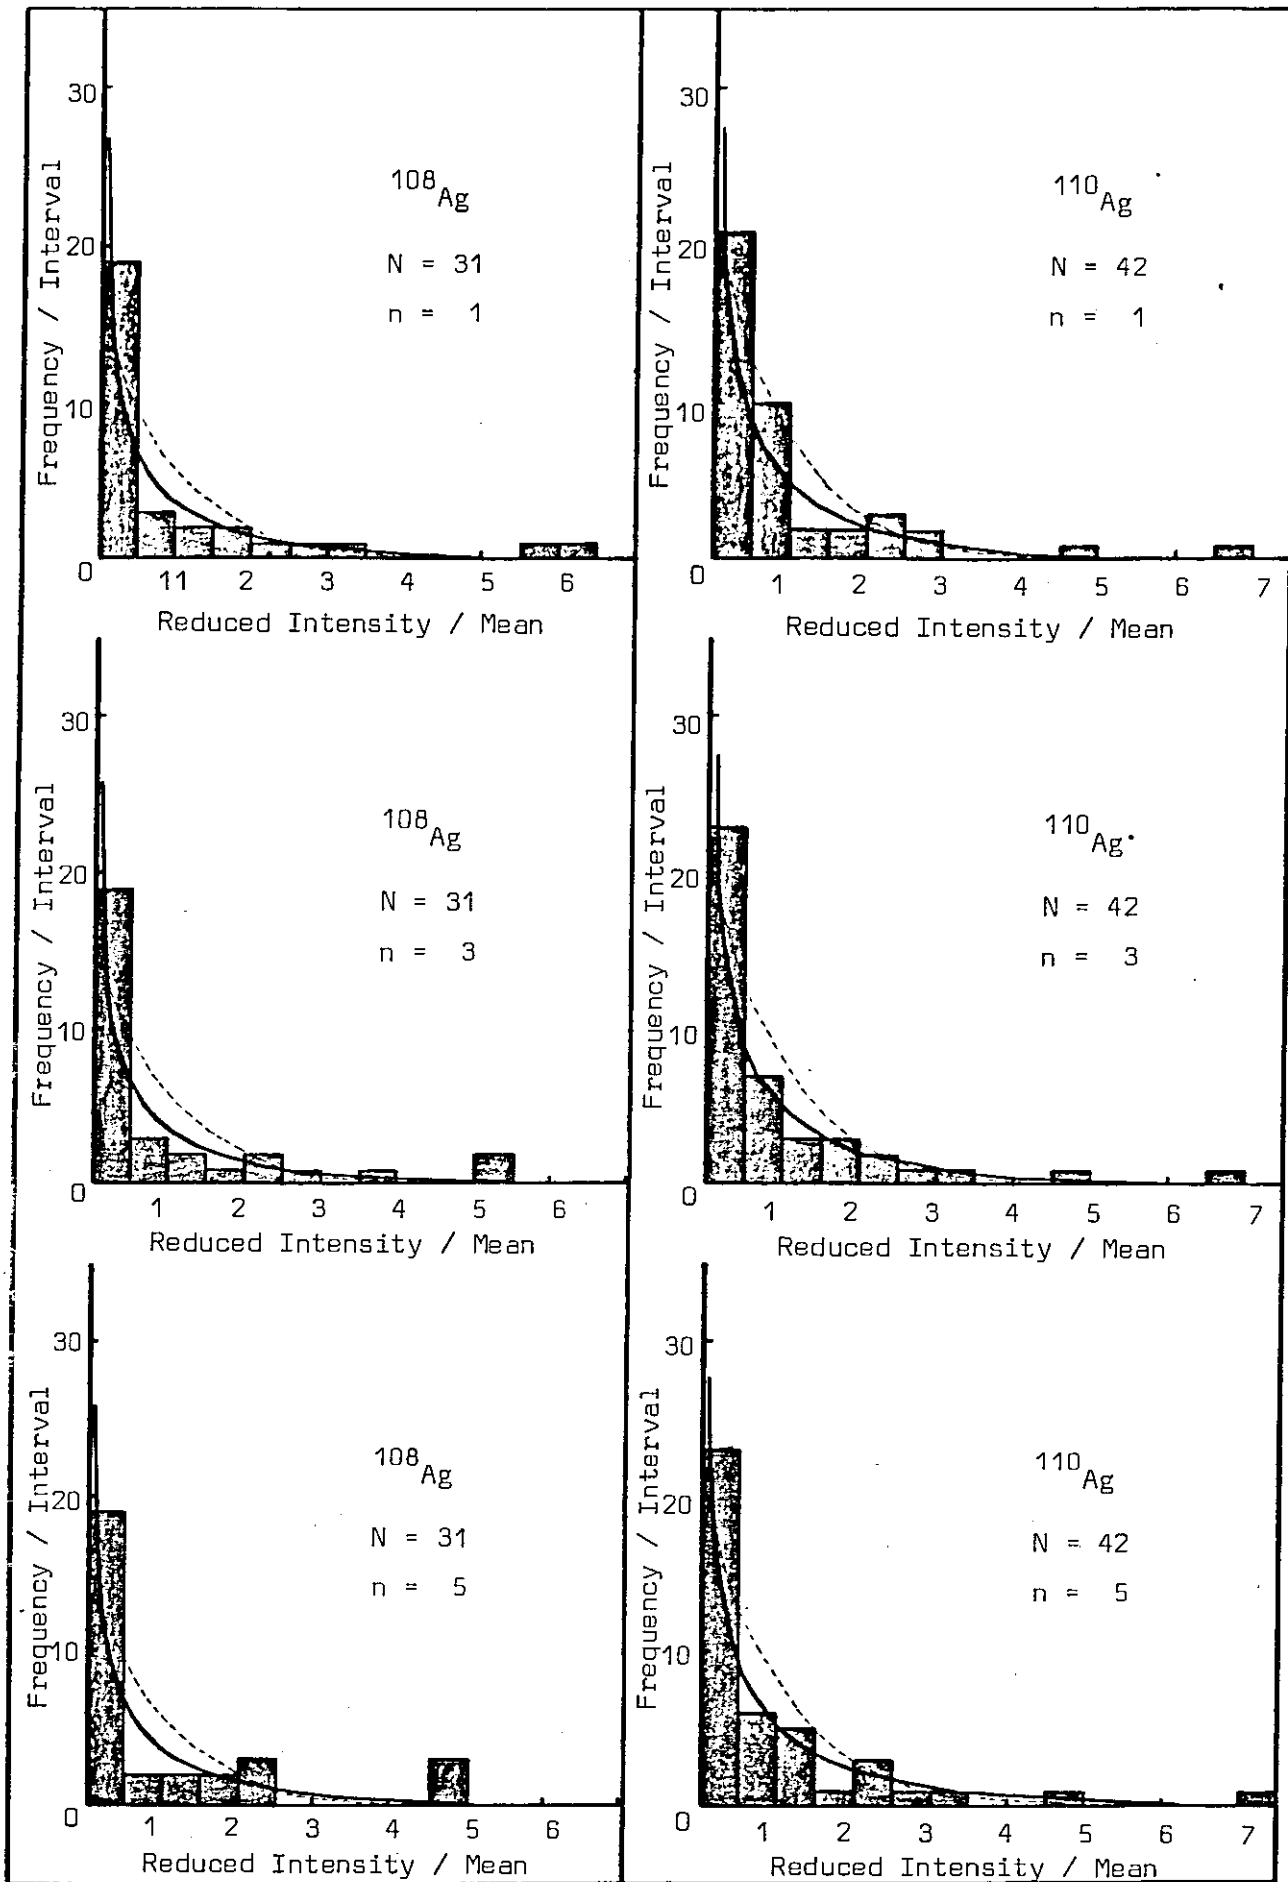 30
20
10
0
Frequency / Interval
108Ag
N = 31
n = 1
11 2 3 4 5 6
Reduced Intensity / Mean
30
20
10
0
Frequency / Interval
110Ag
N = 42
n = 1
1 2 3 4 5 6 7
Reduced Intensity / Mean
30
20
10
0
Frequency / Interval
108Ag
N = 31
n = 3
1 2 3 4 5 6
Reduced Intensity / Mean
30
20
10
0
Frequency / Interval
110Ag
N = 42
n = 3
1 2 3 4 5 6 7
Reduced Intensity / Mean
30
20
10
0
Frequency / Interval
108Ag
N = 31
n = 5
1 2 3 4 5 6
Reduced Intensity / Mean
30
20
10
0
Frequency / Interval
110Ag
N = 42
n = 5
1 2 3 4 5 6 7
Reduced Intensity / Mean